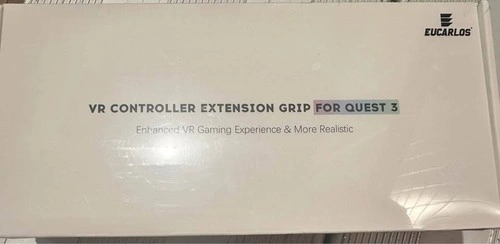 EUCARLOS
VR CONTROLLER EXTENSION GRIP FOR QUEST 3
Enhanced VR Gaming Experience & More Realistic